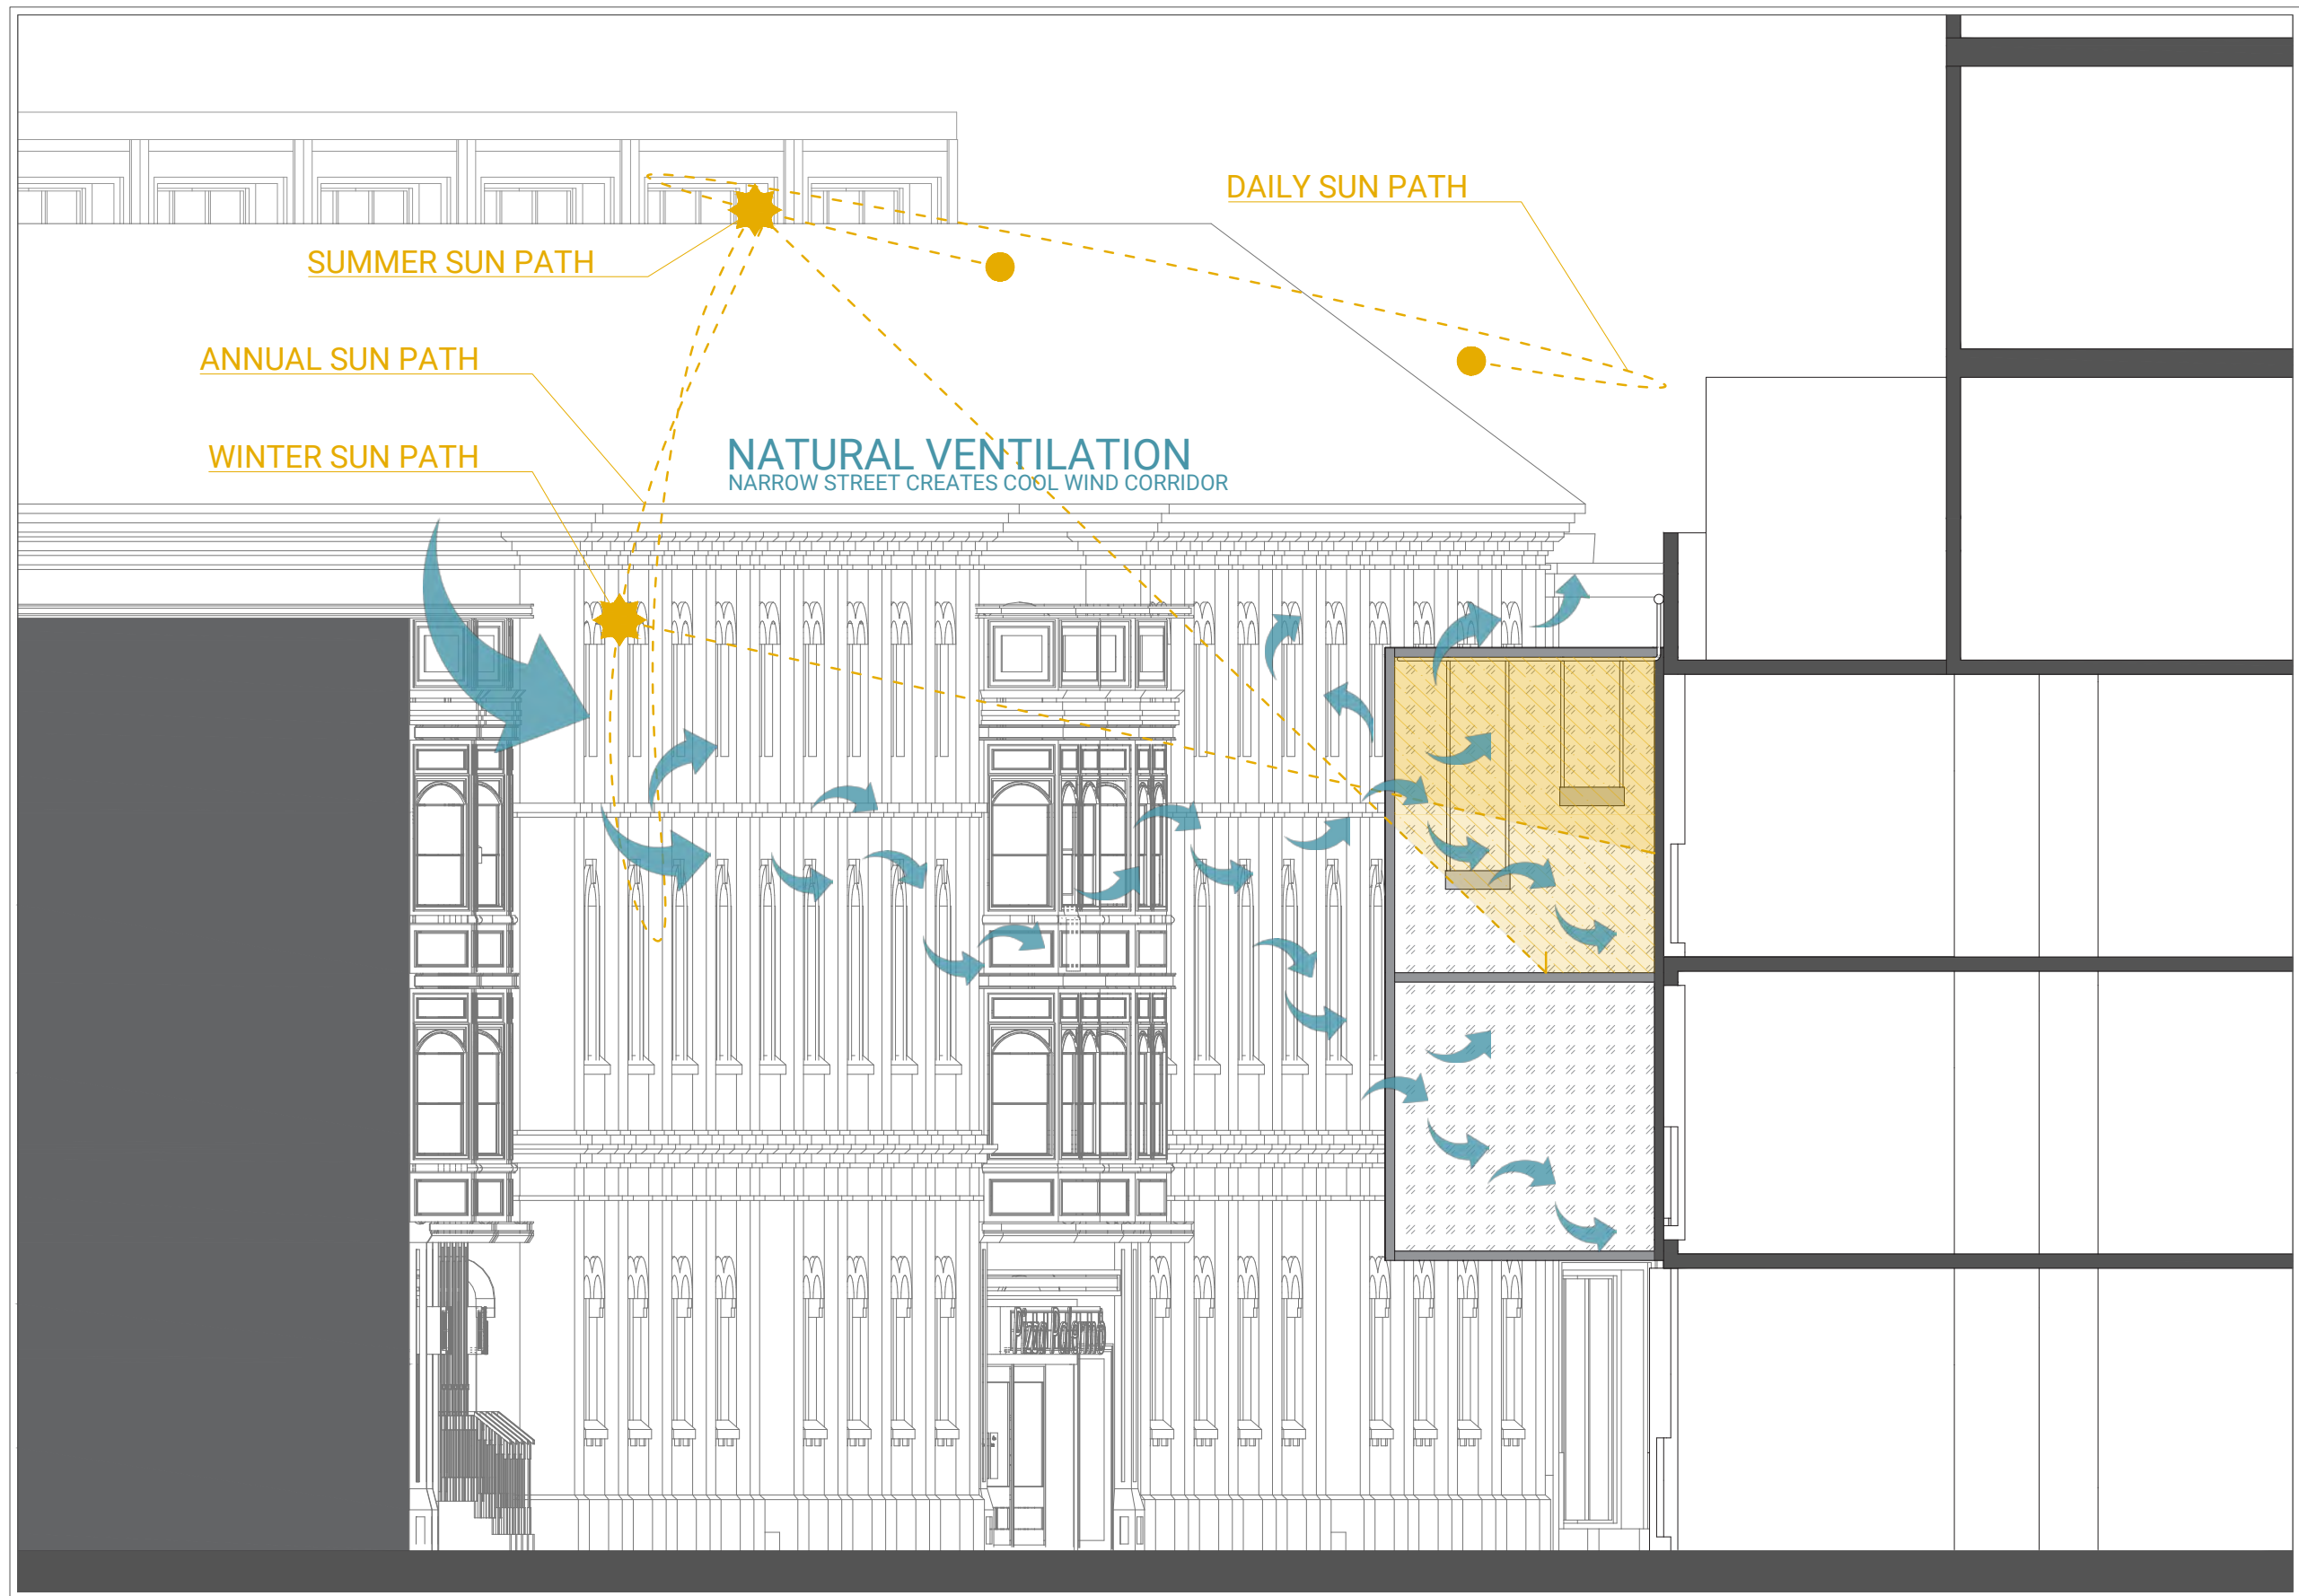 DAILY SUN PATH
SUMMER SUN PATH
ANNUAL SUN PATH
WINTER SUN PATH
NATURAL VENTILATION
NARROW STREET CREATES COOL WIND CORRIDOR